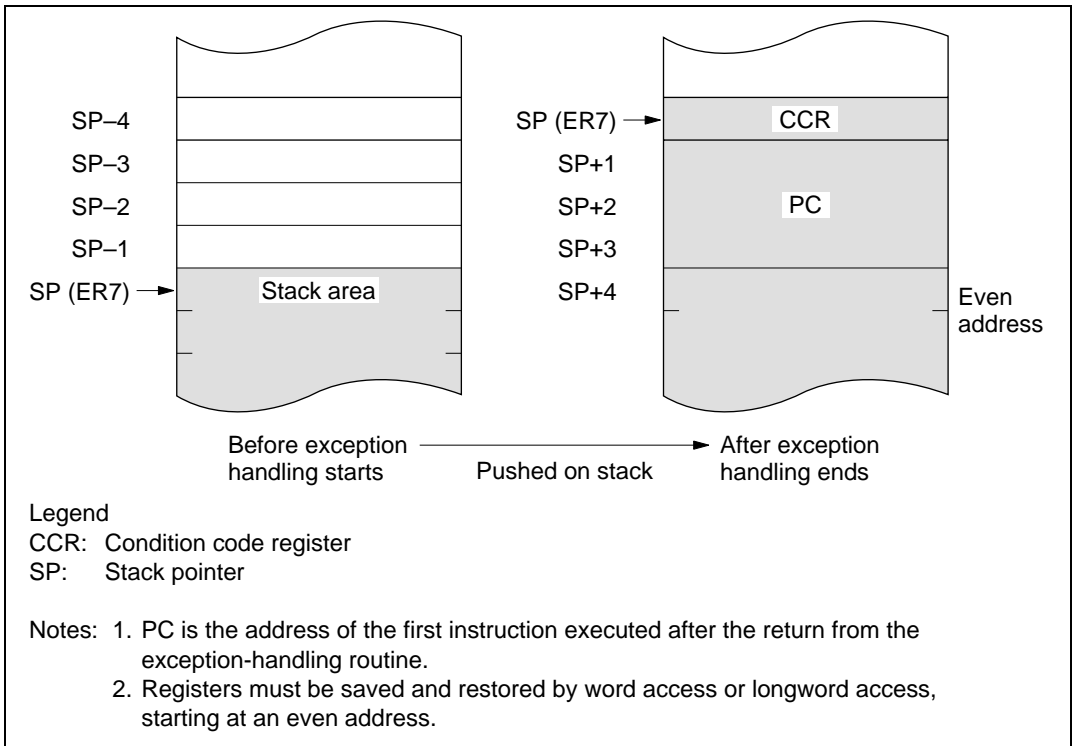 SP–4
SP–3
SP–2
SP–1
SP (ER7)
Stack area
SP (ER7)
CCR
SP+1
SP+2
PC
SP+3
SP+4
Even
address
Before exception
handling starts
Pushed on stack
After exception
handling ends
Legend
CCR: Condition code register
SP: Stack pointer
Notes: 1. PC is the address of the first instruction executed after the return from the
exception-handling routine.
2. Registers must be saved and restored by word access or longword access,
starting at an even address.